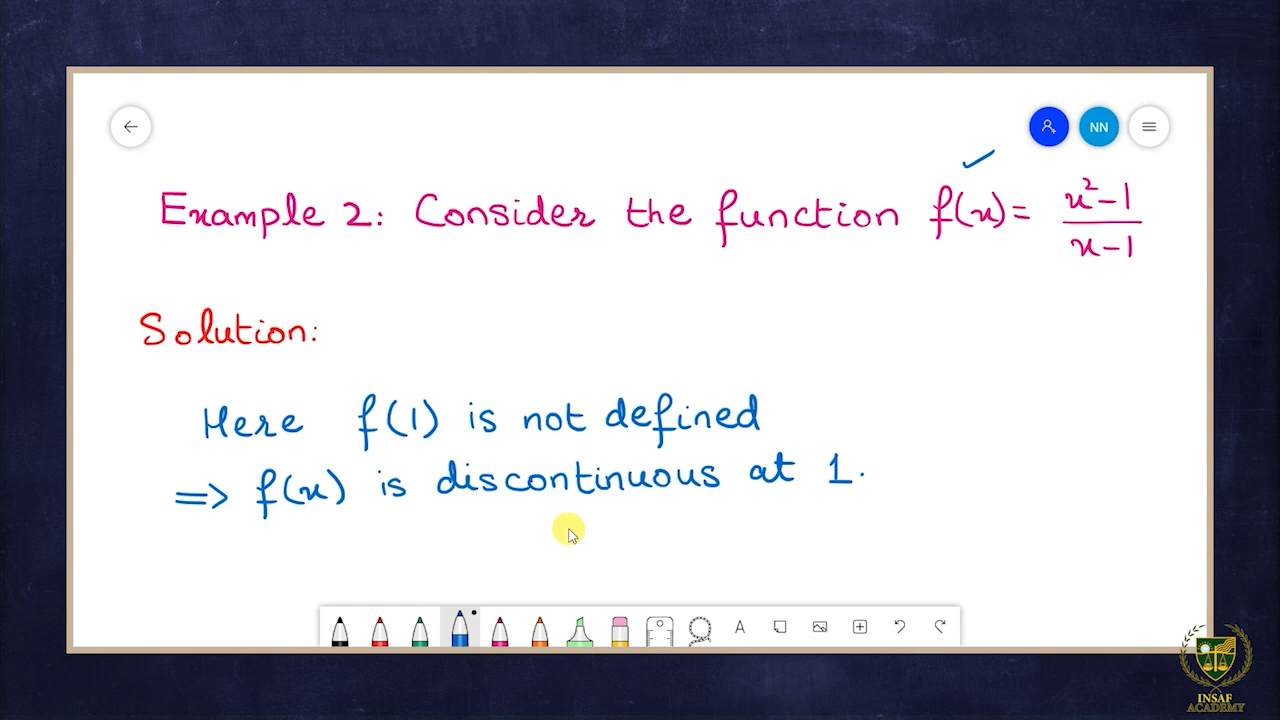 NN
Example 2: Consider the function f(x) = x²-1 / x-1
Solution:
Here f(1) is not defined
=> f(x) is discontinuous at 1.
A
INSAF
ACADEMY